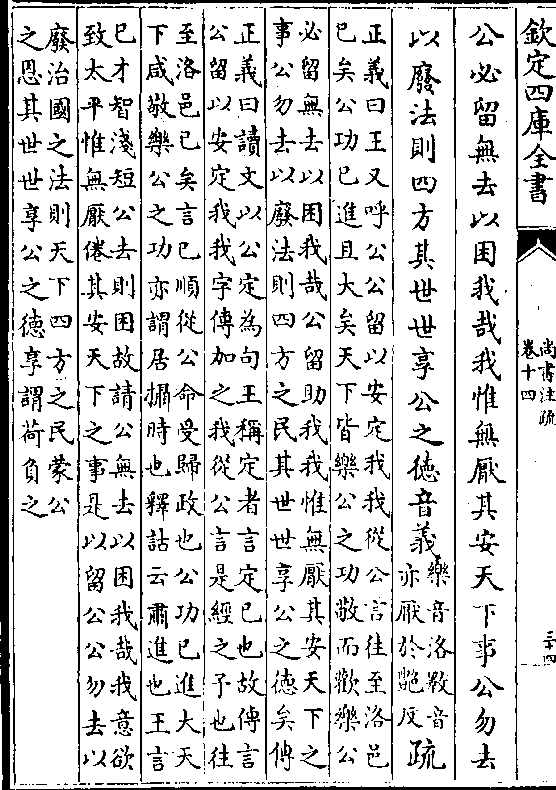 欽定四庫全書
尚書注疏
卷十四
三十四
公必留無去以困我哉我惟無厭其安天下事公勿去
以廢法則四方其世世享公之德音義樂音洛斁音亦厭於艷反疏
正義曰王又呼公公留以安定我我從公言往至洛邑
已矣公功已進且大矣天下皆樂公之功敬而歡樂公
必留無去以困我哉公留助我我惟無厭其安天下之
事公勿去以廢法則四方之民其世世享公之德矣傳
正義曰讀文以公定為句王稱定者言定已也故傳言
公留以安定我我字傳加之我從公言是經之予也往
至洛邑已矣言已順從公命受歸政也公功已進大天
下咸敬樂公之功亦謂居攝時也釋詁云肅進也王言
已才智淺短公去則困故請公無去以困我哉我意欲
致太平惟無厭倦其安天下之事是以留公公勿去以
廢治國之法則天下四方之民蒙公
之恩其世世享公之德享謂荷負之